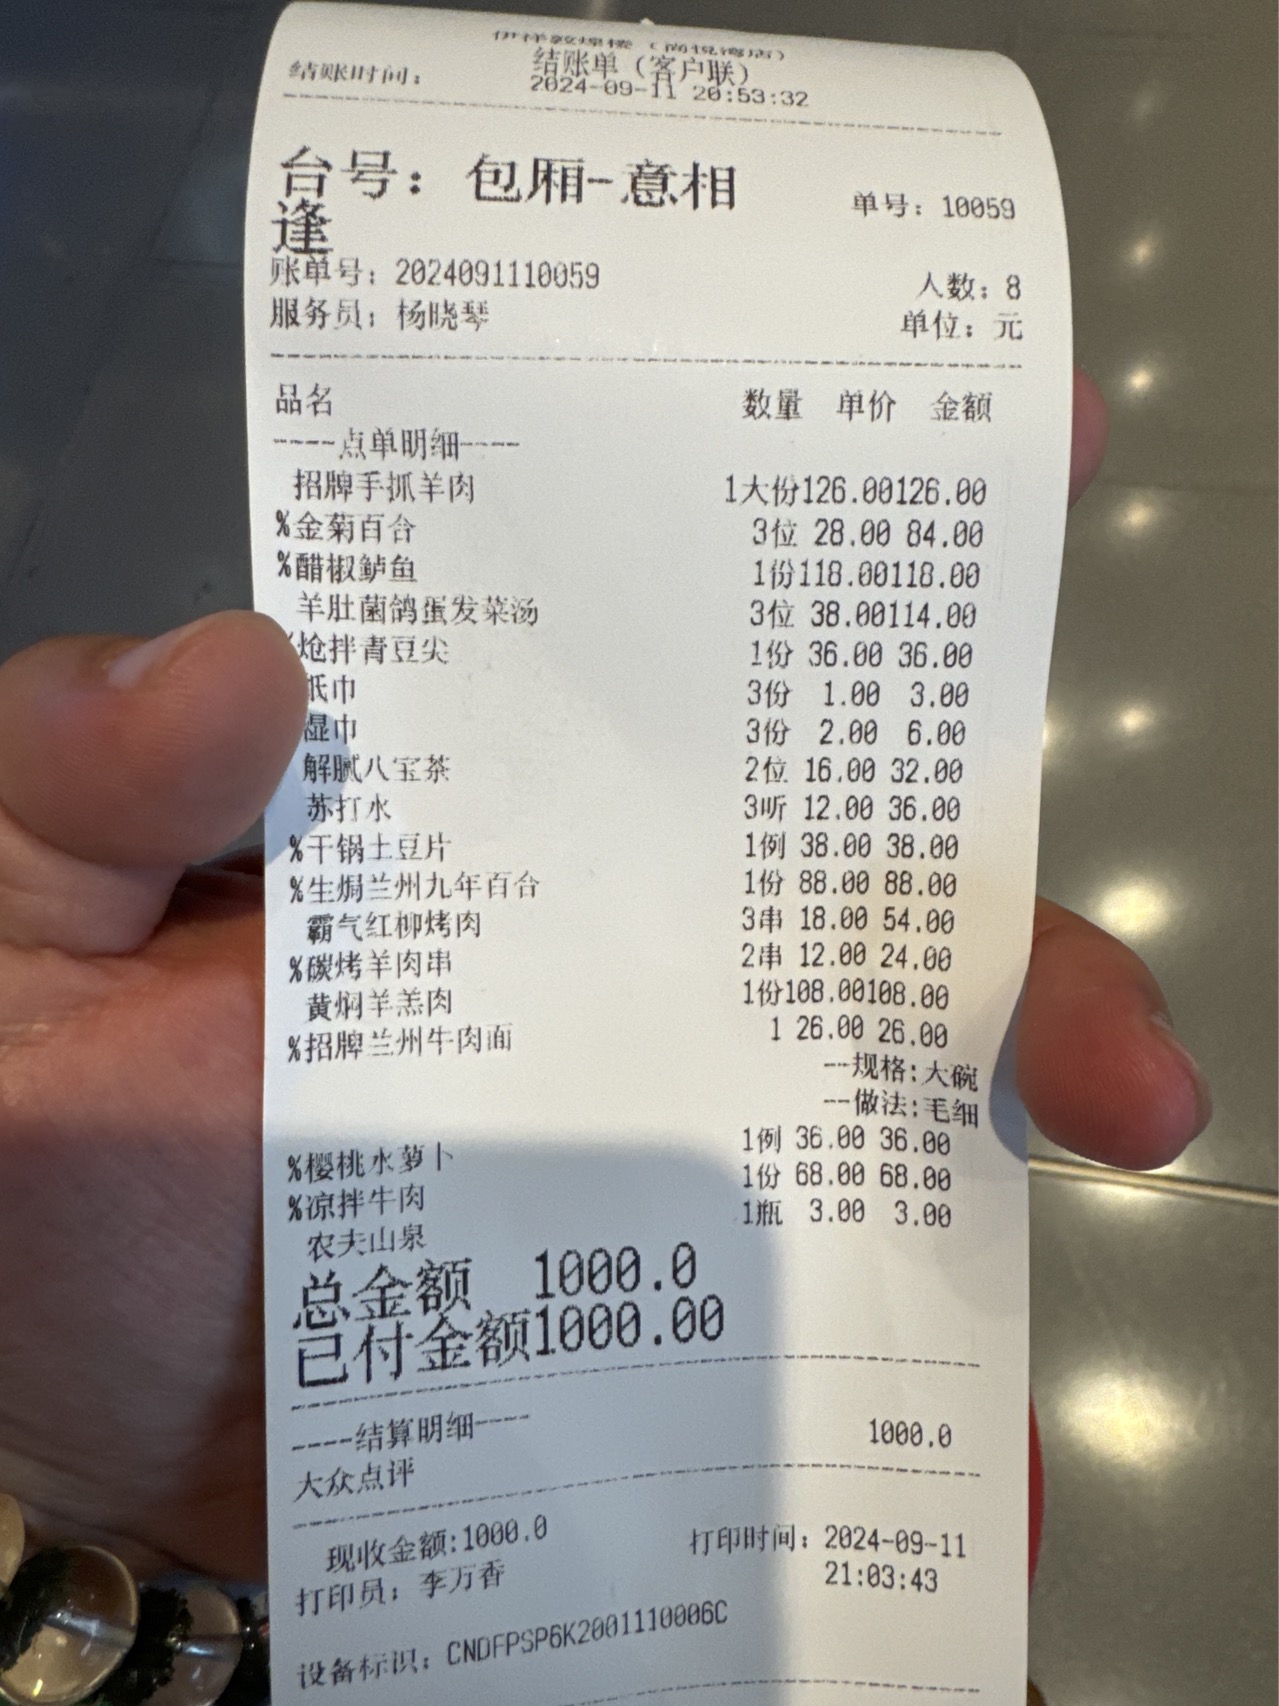 伊祥敦煌楼（尚悦湾店）
结账单（客户联）
结账时间： 2024-09-11 20:53:32
台号：包厢-意相逢
单号：10059
账单号：2024091110059
人数：8
服务员：杨晓琴
单位：元
品名 数量 单价 金额
----点单明细----
招牌手抓羊肉 1大份126.00126.00
%金菊百合 3位 28.00 84.00
%醋椒鲈鱼 1份118.00118.00
羊肚菌鸽蛋发菜汤 3位 38.00114.00
%炝拌青豆尖 1份 36.00 36.00
纸巾 3份 1.00 3.00
湿巾 3份 2.00 6.00
解腻八宝茶 2位 16.00 32.00
苏打水 3听 12.00 36.00
%干锅土豆片 1例 38.00 38.00
%生焗兰州九年百合 1份 88.00 88.00
霸气红柳烤肉 3串 18.00 54.00
%碳烤羊肉串 2串 12.00 24.00
黄焖羊羔肉 1份108.00108.00
%招牌兰州牛肉面 1 26.00 26.00
--规格:大碗
--做法:毛细
%樱桃水萝卜 1例 36.00 36.00
%凉拌牛肉 1份 68.00 68.00
农夫山泉 1瓶 3.00 3.00
总金额 1000.0
已付金额1000.00
----结算明细----
大众点评 1000.0
现收金额:1000.0
打印员：李万香
打印时间：2024-09-11
21:03:43
设备标识：CNDFPSP6K2001110006C